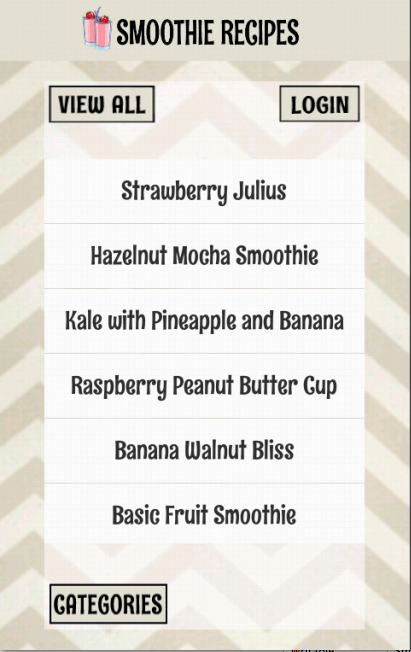 SMOOTHIE RECIPES
VIEW ALL
LOGIN
Strawberry Julius
Hazelnut Mocha Smoothie
Kale with Pineapple and Banana
Raspberry Peanut Butter Cup
Banana Walnut Bliss
Basic Fruit Smoothie
CATEGORIES